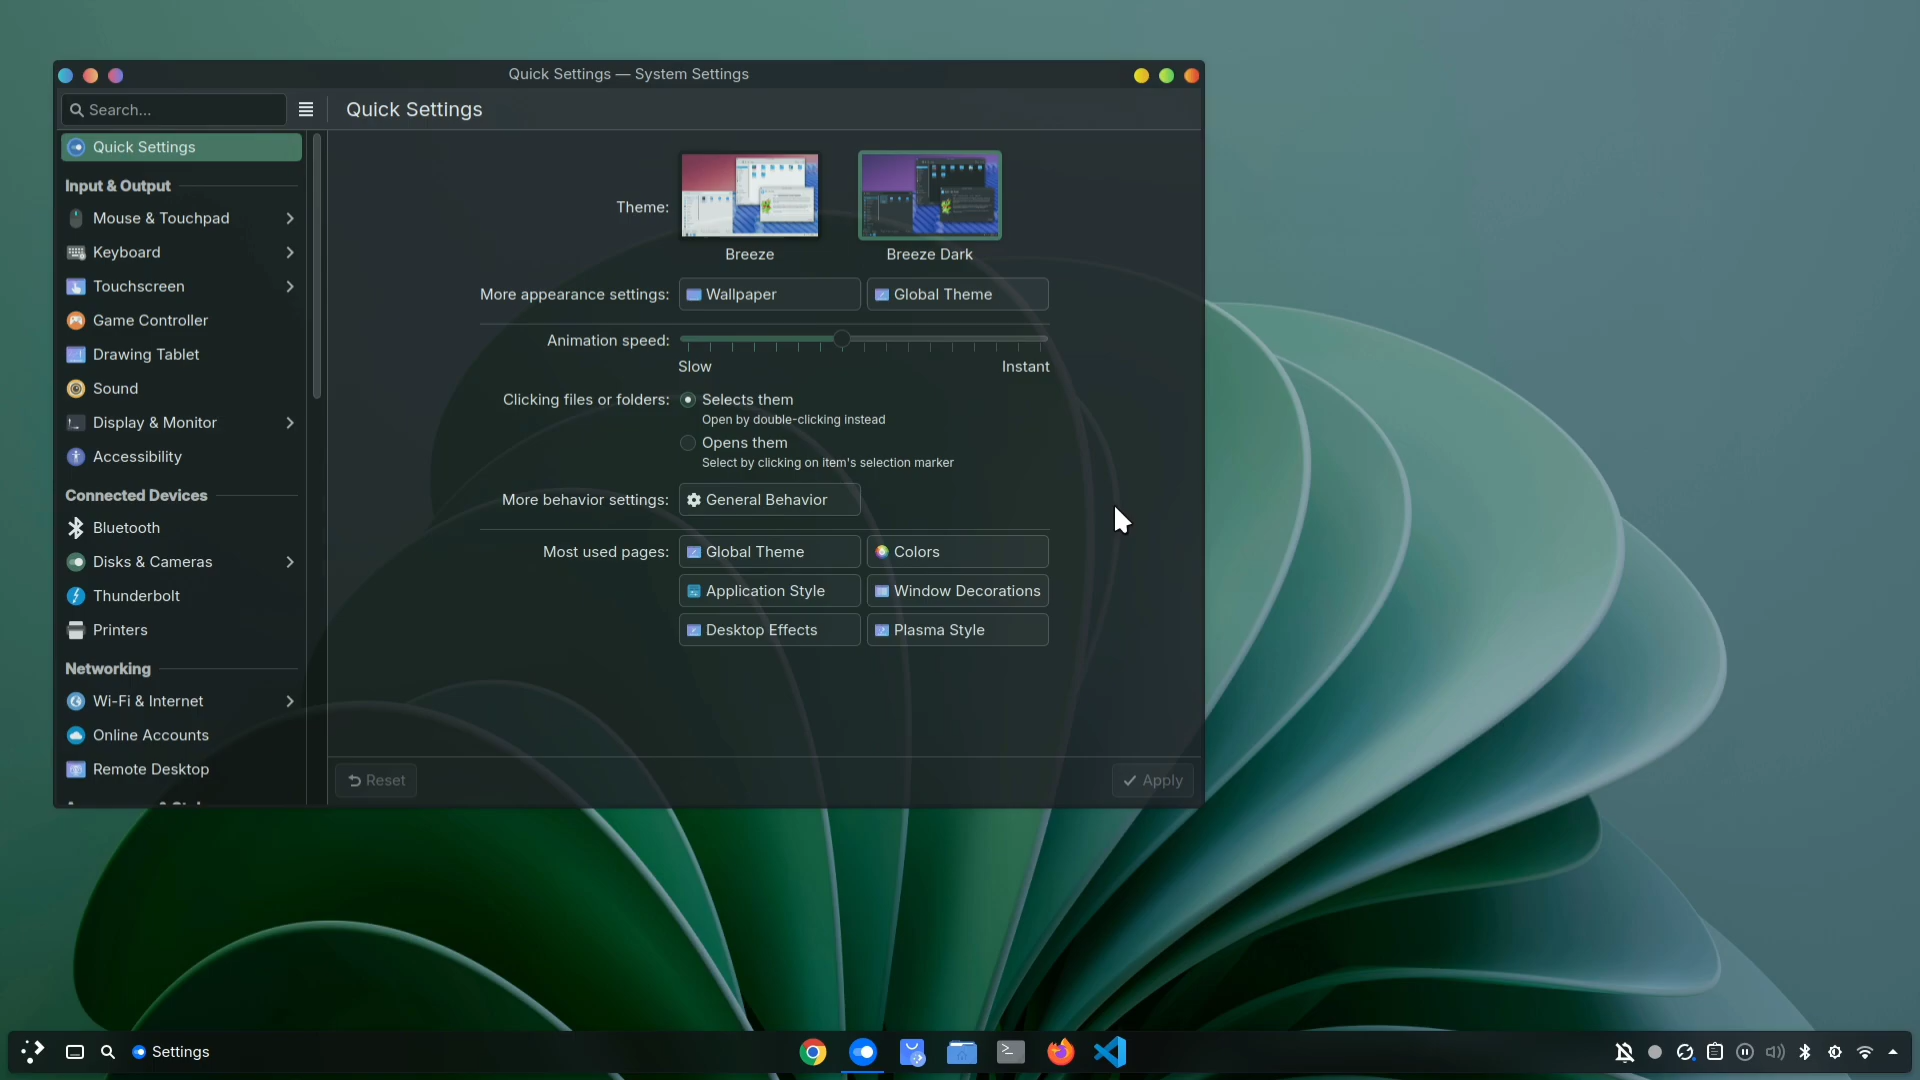 Quick Settings — System Settings
Search...
Quick Settings
Quick Settings
Input & Output
Mouse & Touchpad
Keyboard
Touchscreen
Game Controller
Drawing Tablet
Sound
Display & Monitor
Accessibility
Connected Devices
Bluetooth
Disks & Cameras
Thunderbolt
Printers
Networking
Wi-Fi & Internet
Online Accounts
Remote Desktop
Theme:
Breeze
Breeze Dark
More appearance settings:
Wallpaper
Global Theme
Animation speed:
Slow
Instant
Clicking files or folders:
Selects them
Open by double-clicking instead
Opens them
Select by clicking on item's selection marker
More behavior settings:
General Behavior
Most used pages:
Global Theme
Colors
Application Style
Window Decorations
Desktop Effects
Plasma Style
Reset
Apply
Settings